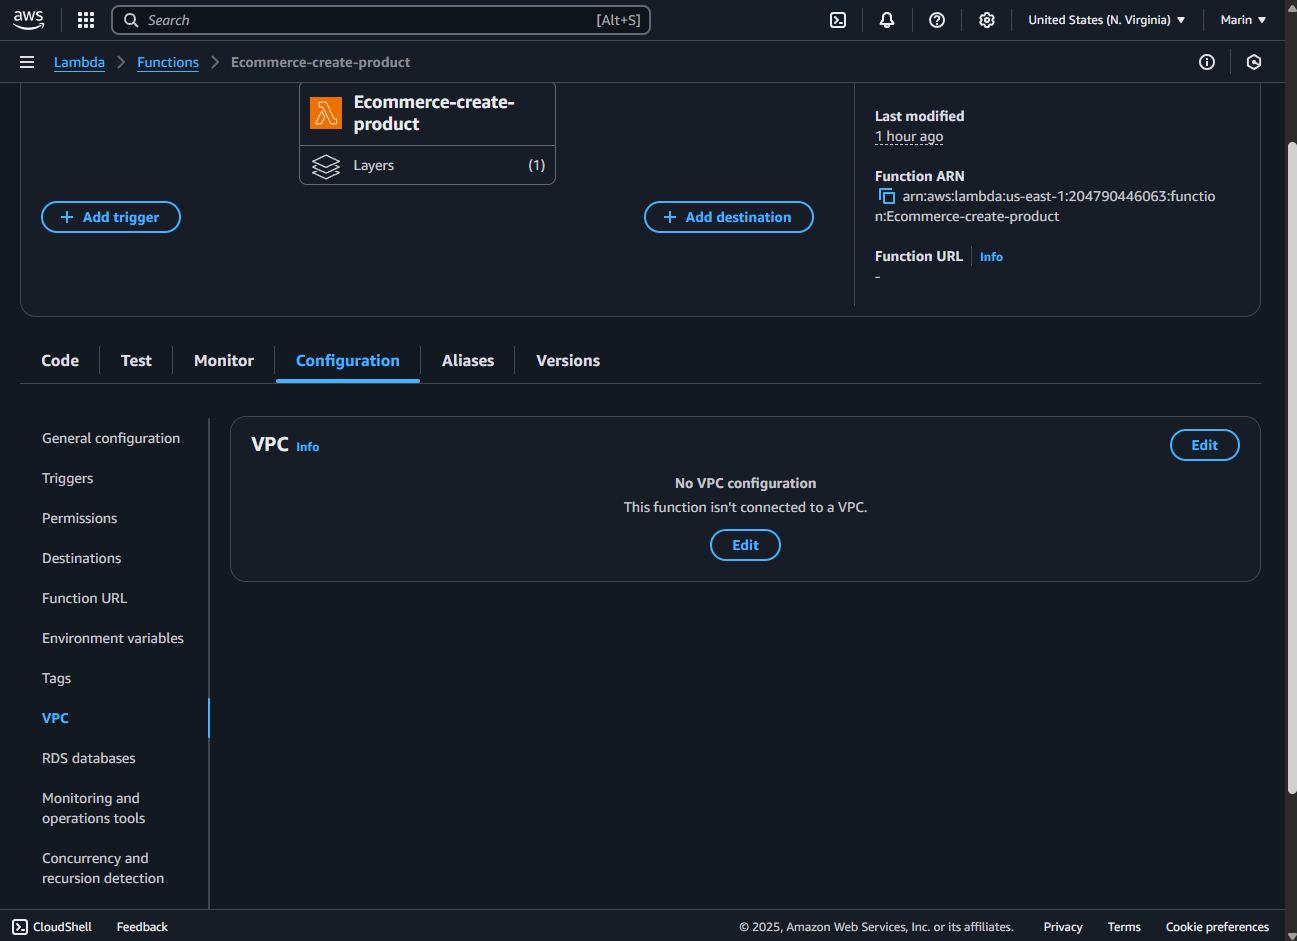 aws
Search [Alt+S]
United States (N. Virginia)
Marin
Lambda
Functions
Ecommerce-create-product
Ecommerce-create-
product
Layers (1)
Add trigger
Add destination
Last modified
1 hour ago
Function ARN
arn:aws:lambda:us-east-1:204790446063:functio
n:Ecommerce-create-product
Function URL Info
-
Code
Test
Monitor
Configuration
Aliases
Versions
General configuration
Triggers
Permissions
Destinations
Function URL
Environment variables
Tags
VPC
RDS databases
Monitoring and
operations tools
Concurrency and
recursion detection
VPC Info
Edit
No VPC configuration
This function isn't connected to a VPC.
Edit
CloudShell
Feedback
© 2025, Amazon Web Services, Inc. or its affiliates.
Privacy
Terms
Cookie preferences